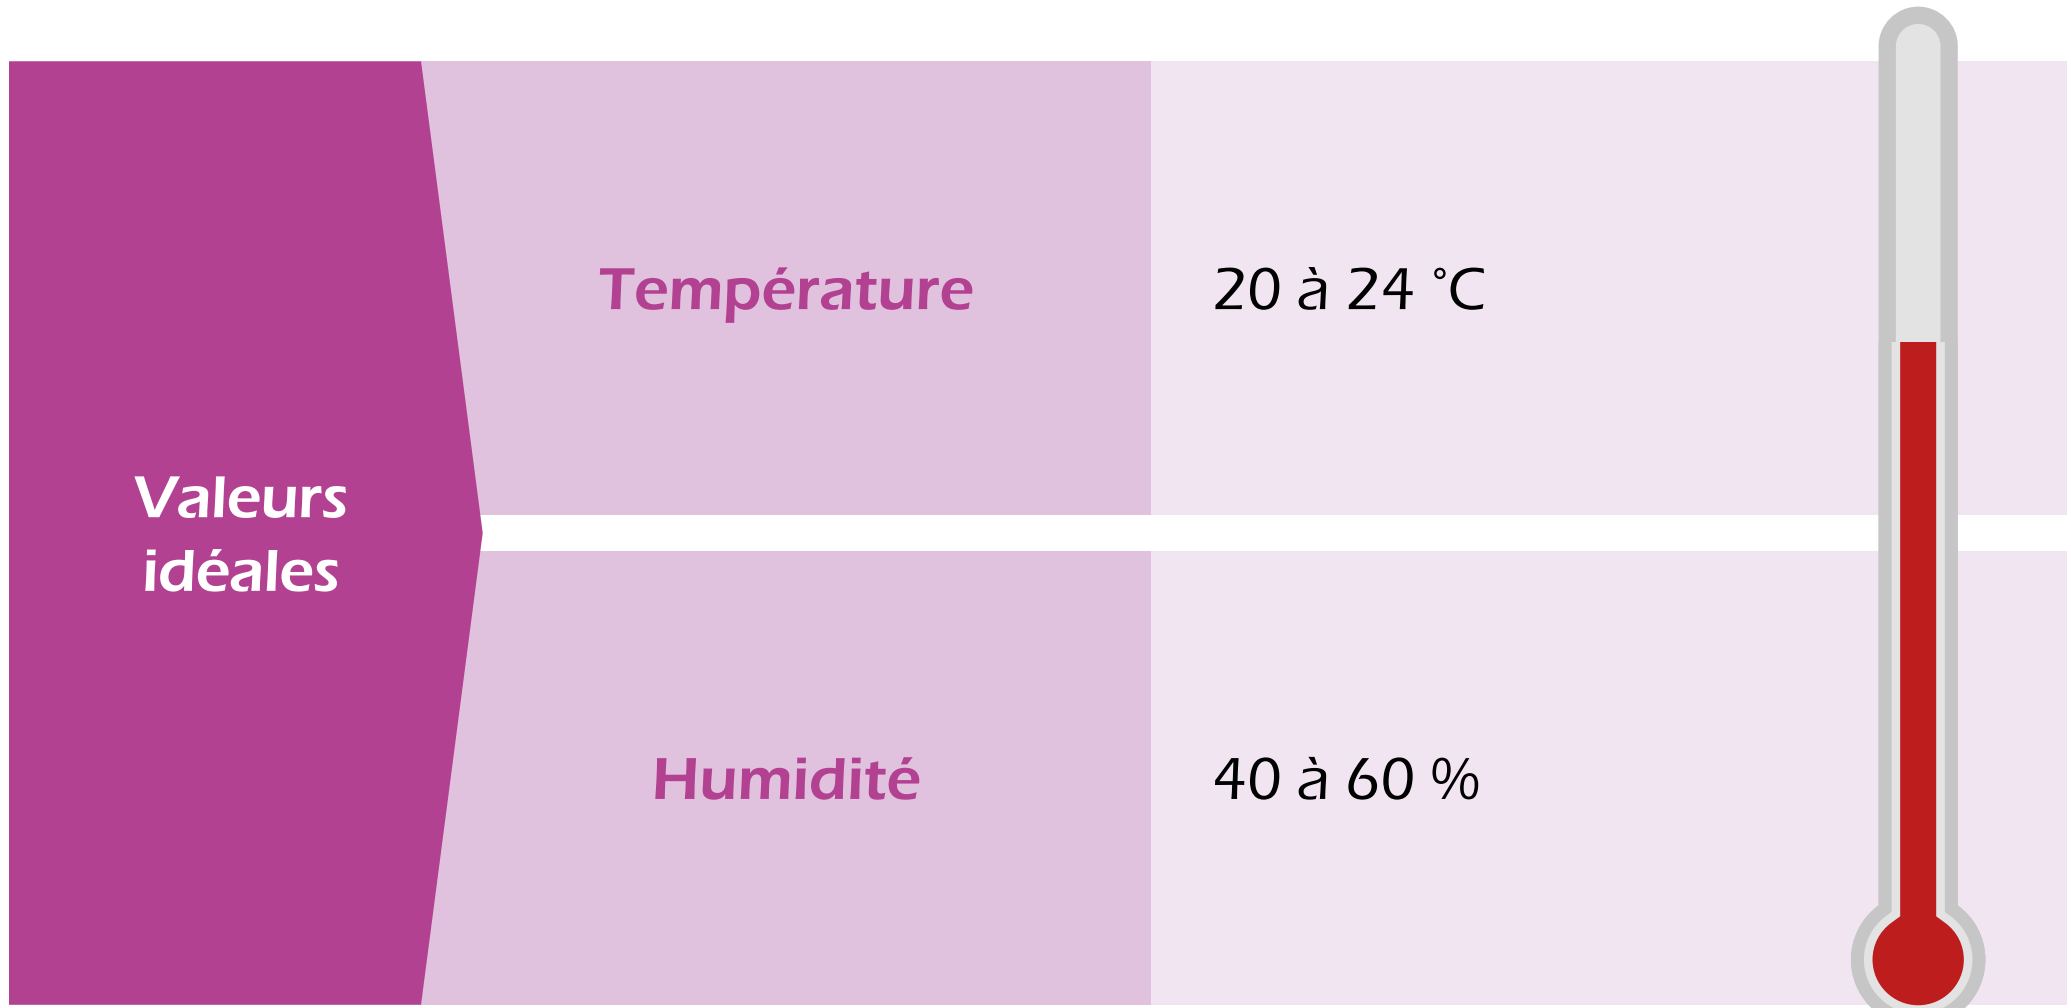 Valeurs
idéales
Température
20 à 24 °C
Humidité
40 à 60 %